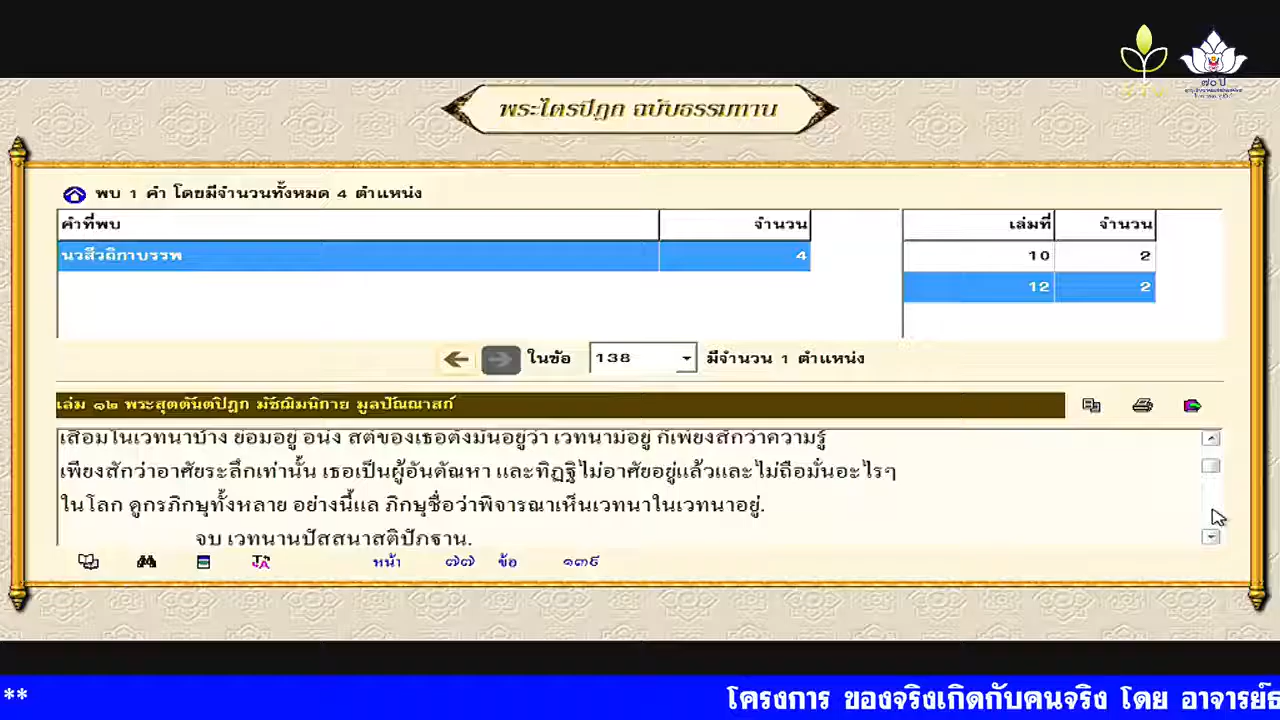 ๗๐ ปี
พระไตรปิฎก ฉบับธรรมทาน
พบ 1 คำ โดยมีจำนวนทั้งหมด 4 ตำแหน่ง
คำที่พบ จำนวน เล่มที่ จำนวน
นวสีวถิกาบรรพ 4 10 2
12 2
ในข้อ 138 มีจำนวน 1 ตำแหน่ง
เล่ม ๑๒ พระสุตตันตปิฎก มัชฌิมนิกาย มูลปัณณาสก์
เสื่อมในเวทนาบ้าง ย่อมอยู่ อนึ่ง สติของเธอตั้งมั่นอยู่ว่า เวทนามีอยู่ ก็เพียงสักว่าความรู้
เพียงสักว่าอาศัยระลึกเท่านั้น เธอเป็นผู้อันตัณหา และทิฏฐิไม่อาศัยอยู่แล้วและไม่ถือมั่นอะไรๆ
ในโลก ดูกรภิกษุทั้งหลาย อย่างนี้แล ภิกษุชื่อว่าพิจารณาเห็นเวทนาในเวทนาอยู่.
จบ เวทนานุปัสสนาสติปัฏฐาน.
หน้า ๗๗ ข้อ ๑๓๙
** โครงการ ของจริงเกิดกับคนจริง โดย อาจารย์ธ